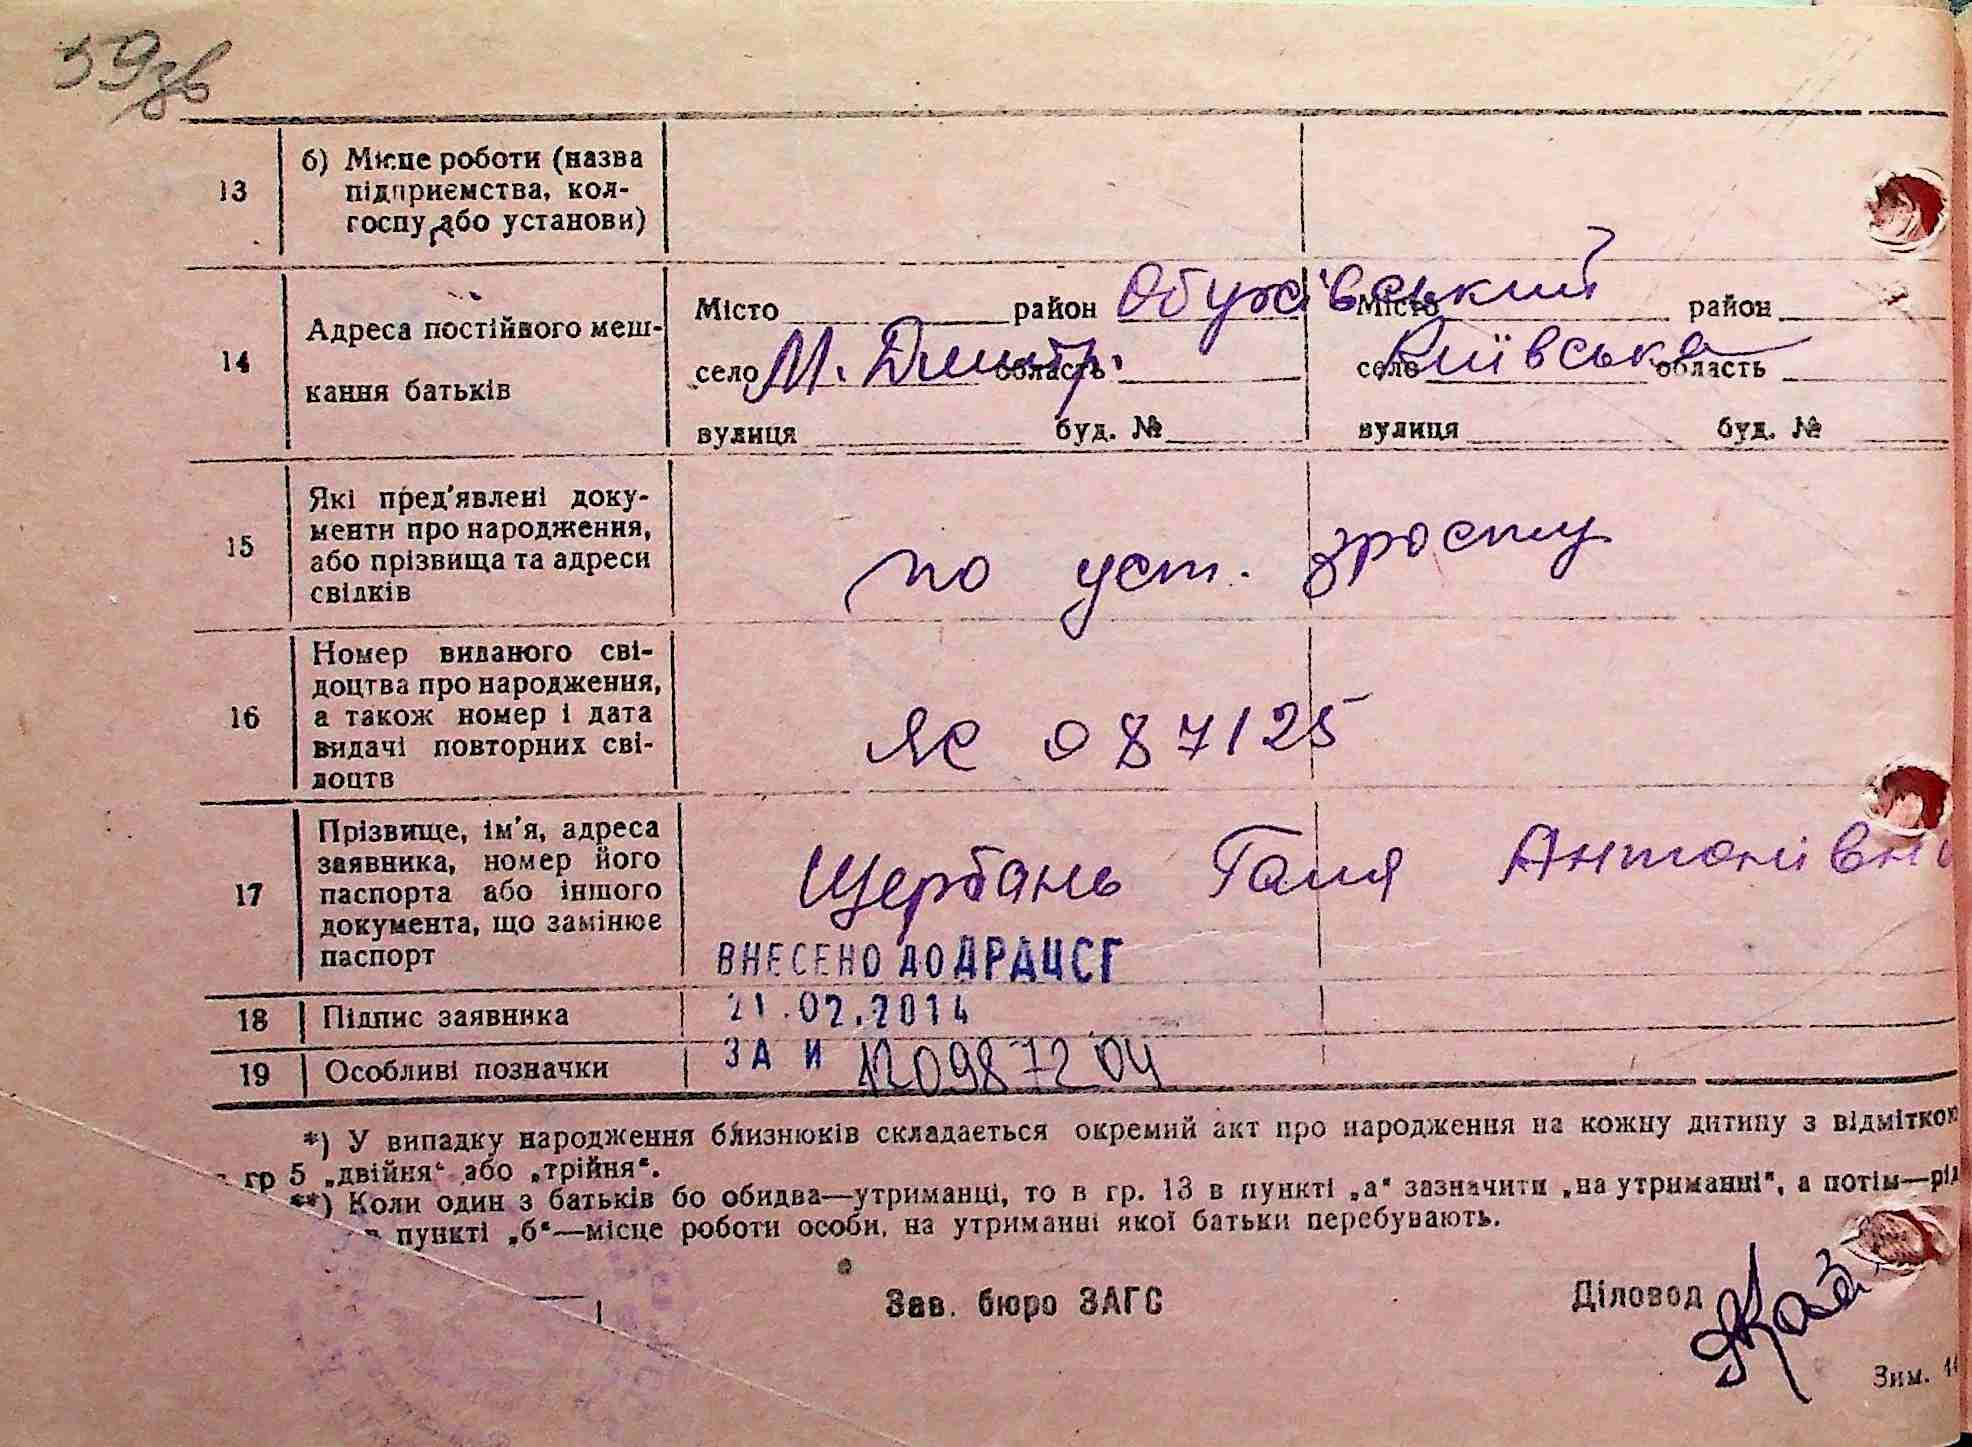 59зв
13 б) Місце роботи (назва
підприємства, кол-
госпу або установи)
14 Адреса постійного меш-
кання батьків
Місто район Обухівський Місто район
село М. Дмитр. область село Київська область
вулиця буд. № вулиця буд. №
15 Які пред'явлені доку-
менти про народження,
або прізвища та адреси
свідків
по уст. зросту
16 Номер виданого сві-
доцтва про народження,
а також номер і дата
видачі повторних сві-
доцтв
ЯС 087125
17 Прізвище, ім'я, адреса
заявника, номер його
паспорта або іншого
документа, що замінює
паспорт
Щербань Галя Антонівна
ВНЕСЕНО ДО ДРАЦСГ
18 Підпис заявника 21.02.2014
19 Особливі позначки ЗА И 1209872 04
*) У випадку народження близнюків складається окремий акт про народження на кожну дитину з відміткою
гр 5 „двійня“ або „трійня“.
**) Коли один з батьків бо обидва—утриманці, то в гр. 13 в пункті „а“ зазначити „на утриманні“, а потім—рід
в пункті „б“—місце роботи особи, на утриманні якої батьки перебувають.
Зав. бюро ЗАГС Діловод
Зим.